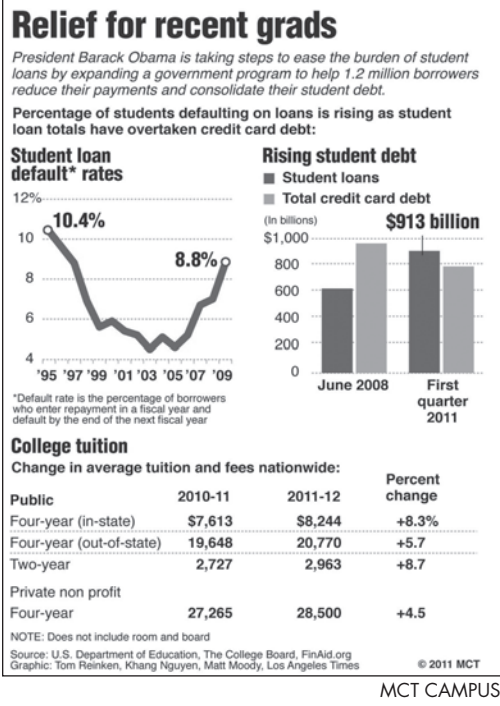 Relief for recent grads
President Barack Obama is taking steps to ease the burden of student
loans by expanding a government program to help 1.2 million borrowers
reduce their payments and consolidate their student debt.
Percentage of students defaulting on loans is rising as student
loan totals have overtaken credit card debt:
Student loan
default* rates
12%
10.4%
10
8.8%
8
6
4
'95 '97 '99 '01 '03 '05 '07 '09
*Default rate is the percentage of borrowers
who enter repayment in a fiscal year and
default by the end of the next fiscal year
Rising student debt
Student loans
Total credit card debt
(In billions)
$913 billion
$1,000
800
600
400
200
0
June 2008
First
quarter
2011
College tuition
Change in average tuition and fees nationwide:
Public 2010-11 2011-12 Percent
change
Four-year (in-state) $7,613 $8,244 +8.3%
Four-year (out-of-state) 19,648 20,770 +5.7
Two-year 2,727 2,963 +8.7
Private non profit
Four-year 27,265 28,500 +4.5
NOTE: Does not include room and board
Source: U.S. Department of Education, The College Board, FinAid.org
Graphic: Tom Reinken, Khang Nguyen, Matt Moody, Los Angeles Times © 2011 MCT
MCT CAMPUS